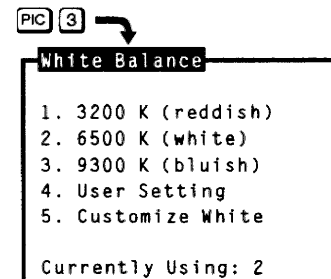 PIC 3
White Balance
1. 3200 K (reddish)
2. 6500 K (white)
3. 9300 K (bluish)
4. User Setting
5. Customize White
Currently Using: 2